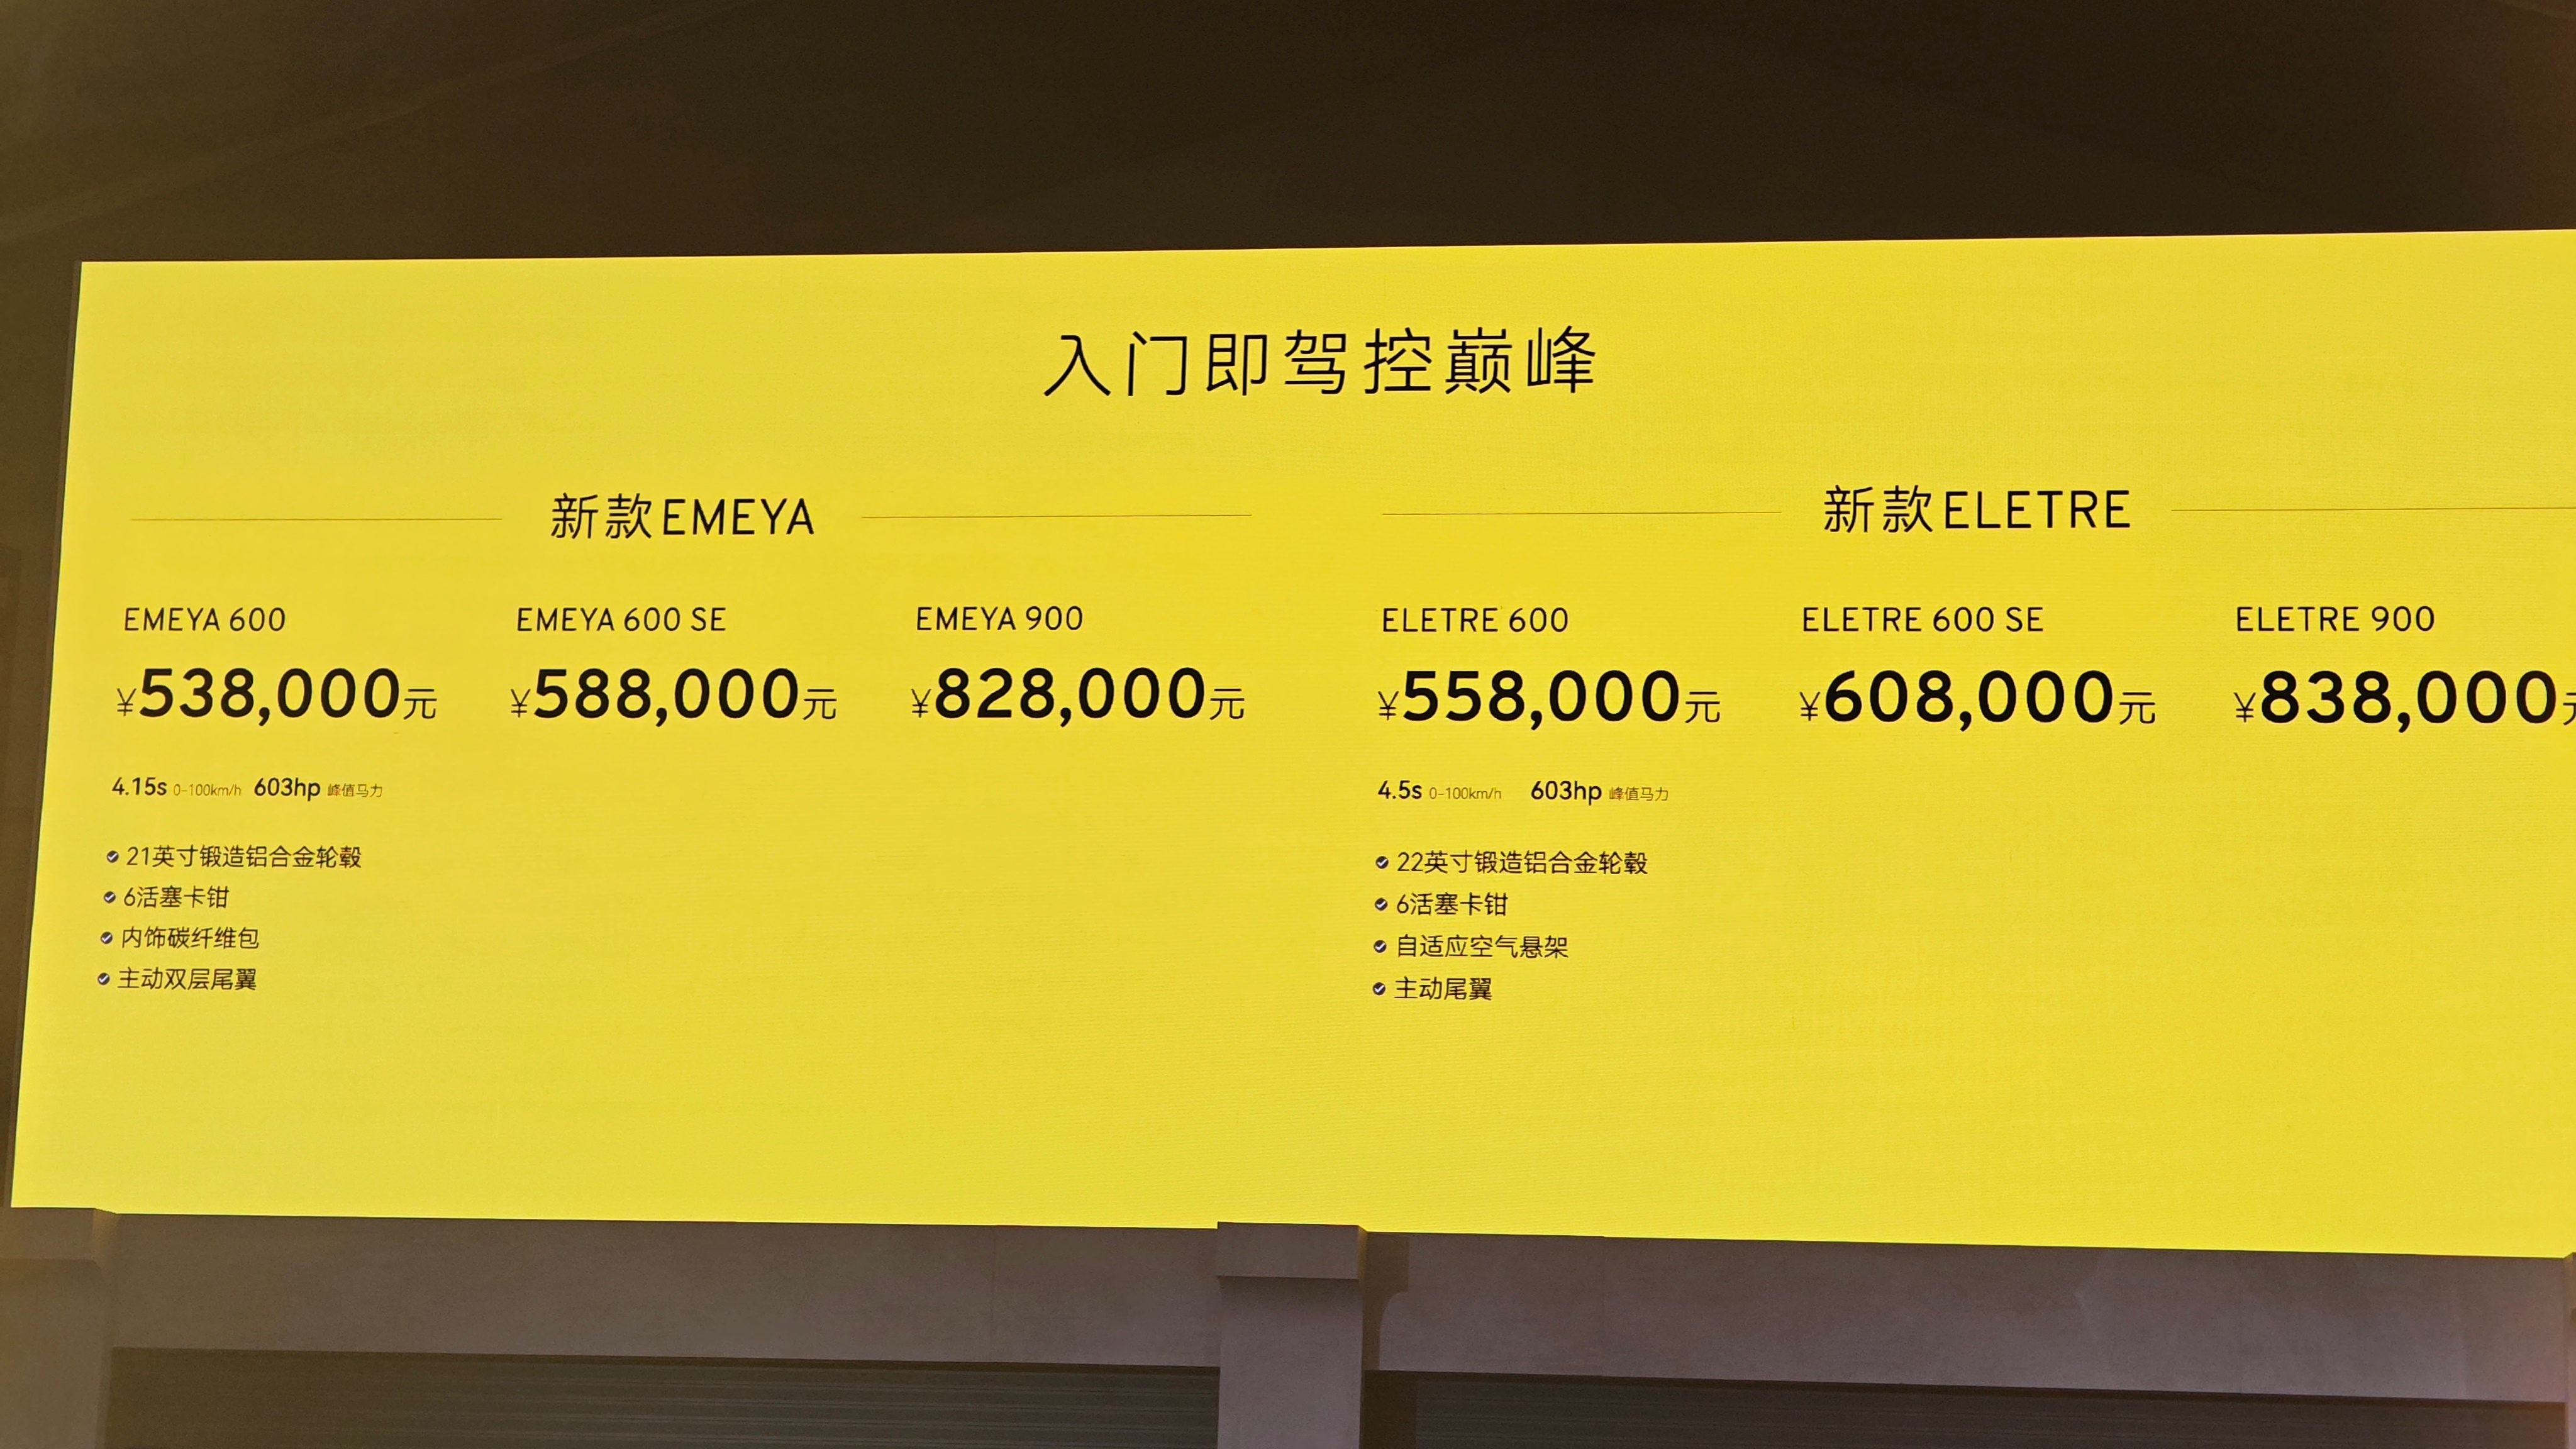 入门即驾控巅峰
新款EMEYA
EMEYA 600
¥538,000元
4.15s 0-100km/h 603hp 峰值马力
21英寸锻造铝合金轮毂
6活塞卡钳
内饰碳纤维包
主动双层尾翼
EMEYA 600 SE
¥588,000元
EMEYA 900
¥828,000元
新款ELETRE
ELETRE 600
¥558,000元
4.5s 0-100km/h 603hp 峰值马力
22英寸锻造铝合金轮毂
6活塞卡钳
自适应空气悬架
主动尾翼
ELETRE 600 SE
¥608,000元
ELETRE 900
¥838,000元